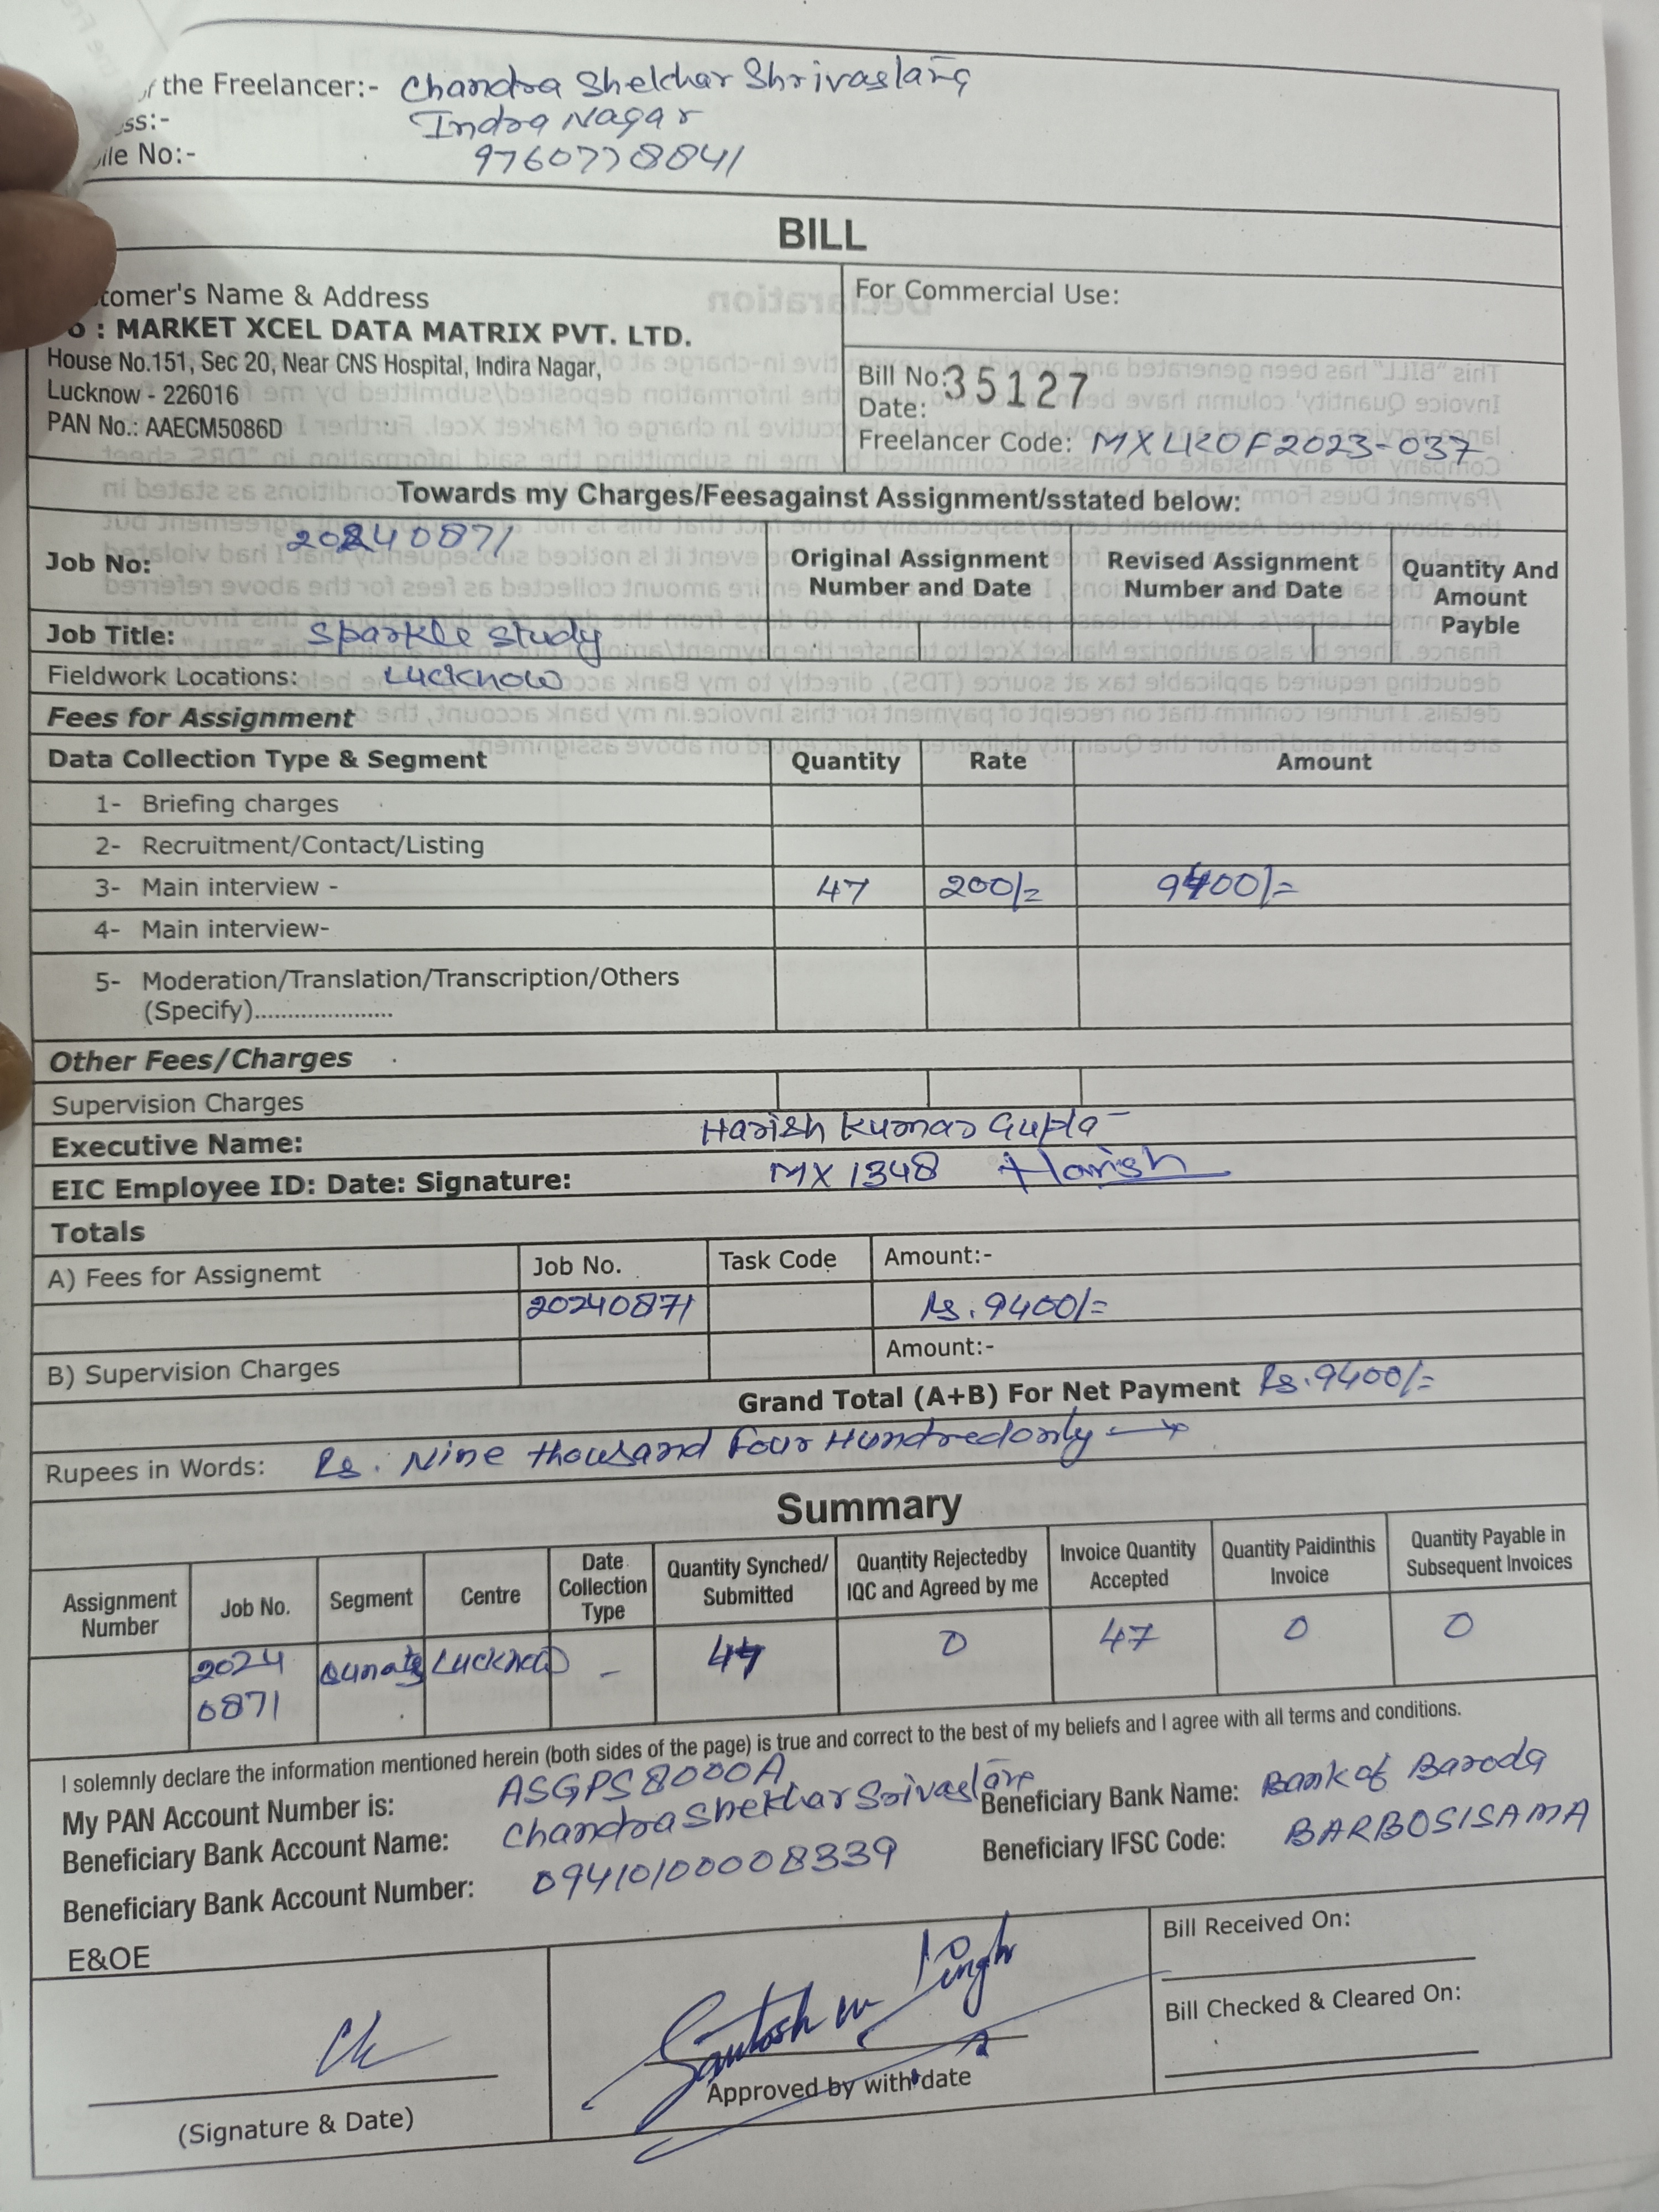 the Freelancer:- Chandra Shekhar Shrivastang
ss:- Indra Nagar
ile No:- 9760778841
BILL
tomer's Name & Address
o : MARKET XCEL DATA MATRIX PVT. LTD.
House No.151, Sec 20, Near CNS Hospital, Indira Nagar,
Lucknow - 226016
PAN No.: AAECM5086D
For Commercial Use:
Bill No: 35127
Date:
Freelancer Code: MXLKOF2023-037
Towards my Charges/Feesagainst Assignment/sstated below:
Job No: 20240871
Original Assignment Number and Date
Revised Assignment Number and Date
Quantity And Amount Payble
Job Title: Sparkle study
Fieldwork Locations: Lucknow
Fees for Assignment
Data Collection Type & Segment Quantity Rate Amount
1- Briefing charges
2- Recruitment/Contact/Listing
3- Main interview - 47 200/= 9400/=
4- Main interview-
5- Moderation/Translation/Transcription/Others
(Specify).....................
Other Fees/Charges
Supervision Charges
Executive Name: Harish Kumar Gupta
EIC Employee ID: Date: Signature: MX 1348 Harish
Totals
A) Fees for Assignemt Job No. Task Code Amount:-
20240871 Rs. 9400/=
B) Supervision Charges Amount:-
Grand Total (A+B) For Net Payment Rs. 9400/=
Rupees in Words: Rs. Nine thousand Four Hundred only
Summary
Assignment Number
Job No.
Segment
Centre
Date Collection Type
Quantity Synched/ Submitted
Quantity Rejectedby IQC and Agreed by me
Invoice Quantity Accepted
Quantity Paidinthis Invoice
Quantity Payable in Subsequent Invoices
2024 Lucknow - 47 0 47 0 0
0871
I solemnly declare the information mentioned herein (both sides of the page) is true and correct to the best of my beliefs and I agree with all terms and conditions.
My PAN Account Number is: ASGPS8000A
Beneficiary Bank Account Name: Chandra Shekhar Srivastave
Beneficiary Bank Account Number: 09410100008339
Beneficiary Bank Name: Bank of Baroda
Beneficiary IFSC Code: BARBOSISAMA
E&OE
Santosh Singh
(Signature & Date)
Approved by with date
Bill Received On:
Bill Checked & Cleared On: